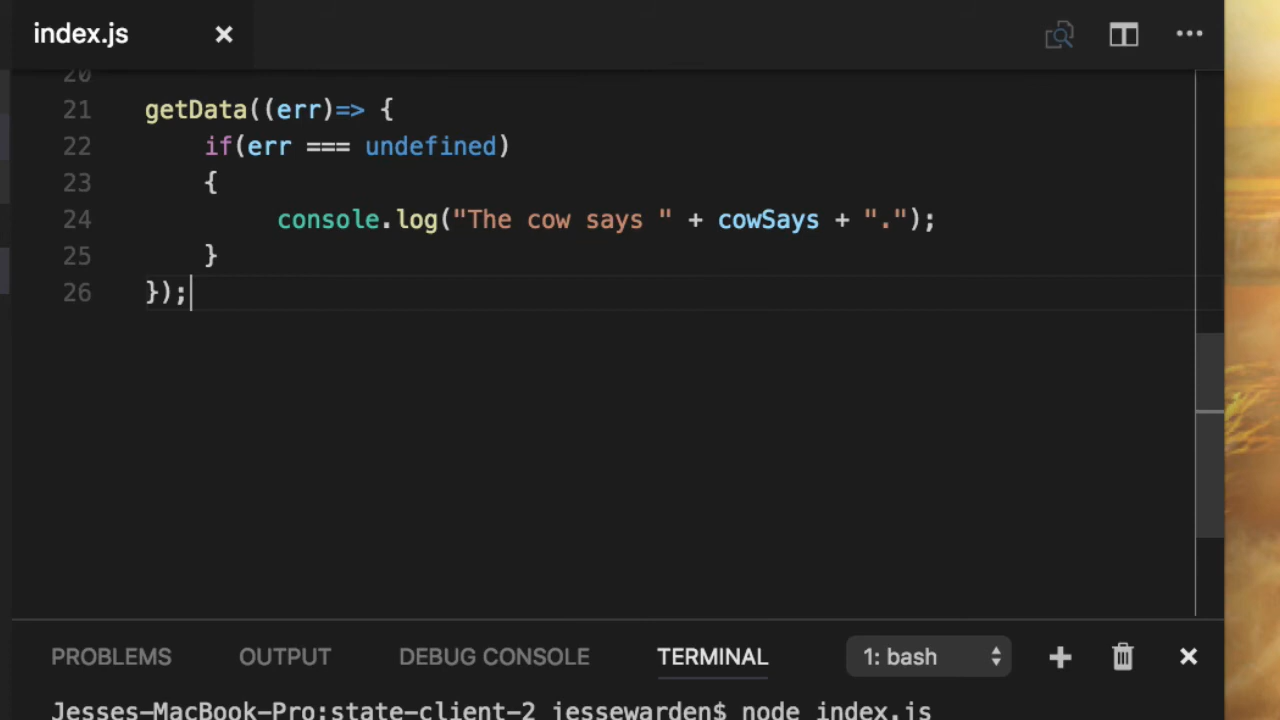 index.js
20
21 getData((err)=> {
22 if(err === undefined)
23 {
24 console.log("The cow says " + cowSays + ".");
25 }
26 });
PROBLEMS OUTPUT DEBUG CONSOLE TERMINAL 1: bash
Jesses-MacBook-Pro:state-client-2 jessewarden$ node index.js